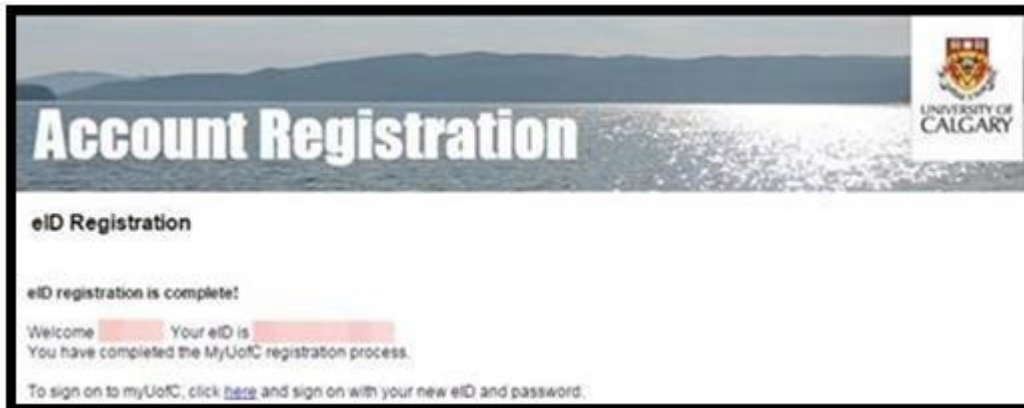 UNIVERSITY OF
CALGARY
Account Registration
eID Registration
eID registration is complete!
Welcome Your eID is
You have completed the MyUofC registration process.
To sign on to myUofC, click here and sign on with your new eID and password.